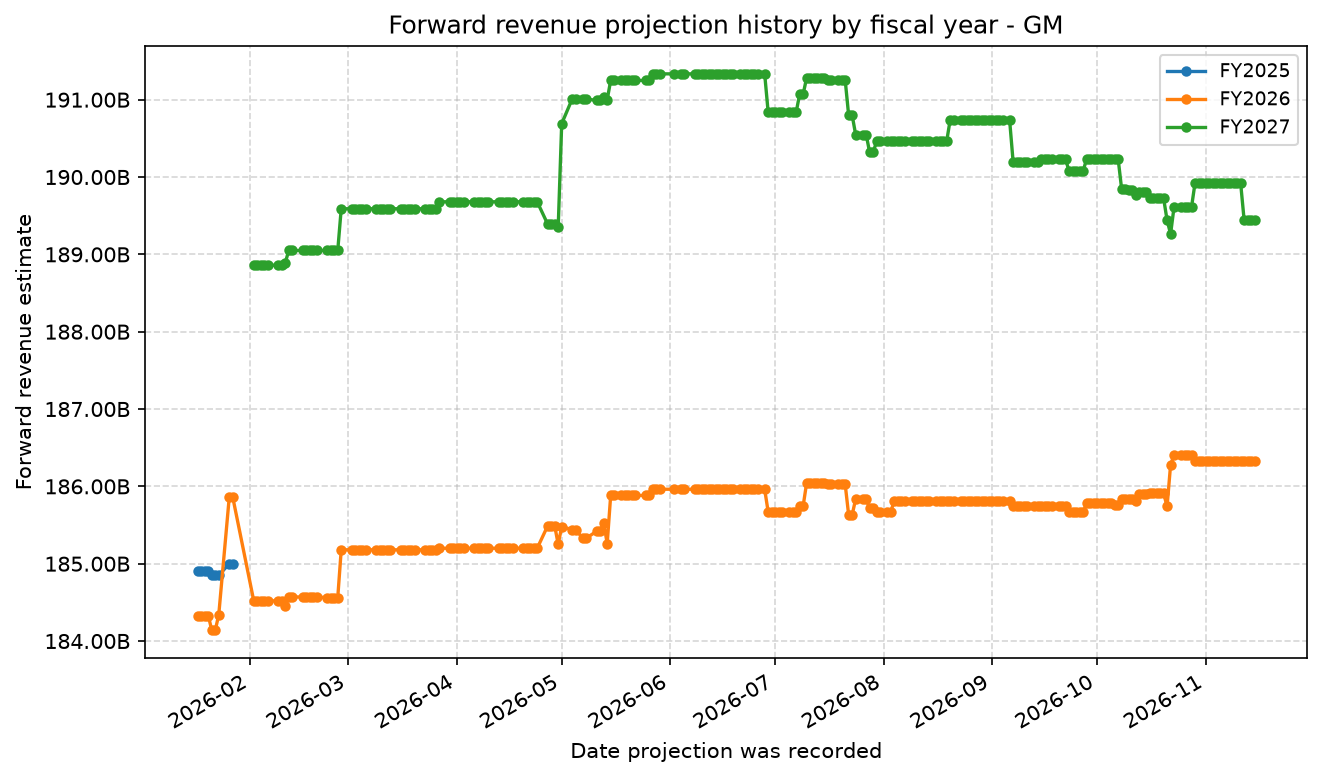 Forward revenue projection history by fiscal year - GM
FY2025
FY2026
FY2027
Forward revenue estimate
191.00B
190.00B
189.00B
188.00B
187.00B
186.00B
185.00B
184.00B
2026-02
2026-03
2026-04
2026-05
2026-06
2026-07
2026-08
2026-09
2026-10
2026-11
Date projection was recorded